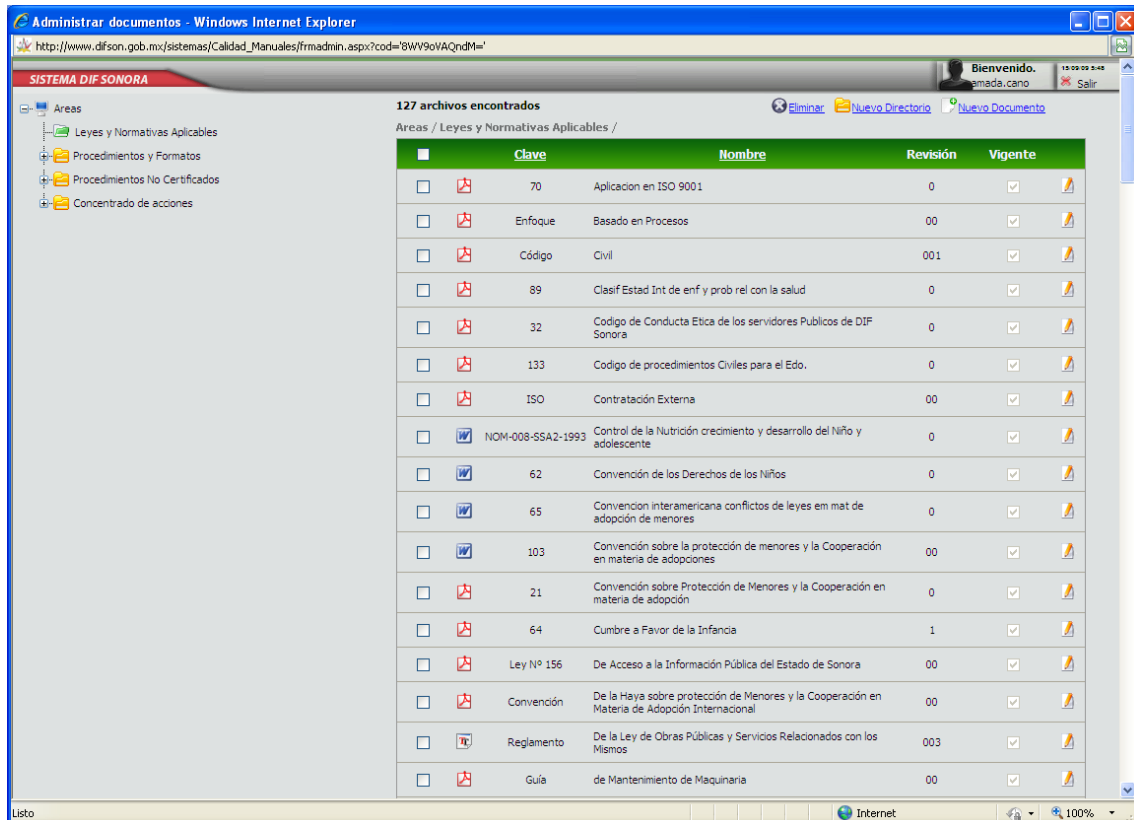 Administrar documentos - Windows Internet Explorer
http://www.difson.gob.mx/sistemas/Calidad_Manuales/frmadmin.aspx?cod='8WV9oVAQndM='
SISTEMA DIF SONORA
Bienvenido.
amada.cano
15:09:09 5:48
Salir
Areas
Leyes y Normativas Aplicables
Procedimientos y Formatos
Procedimientos No Certificados
Concentrado de acciones
127 archivos encontrados
Eliminar Nuevo Directorio Nuevo Documento
Areas / Leyes y Normativas Aplicables /
Clave Nombre Revisión Vigente
70 Aplicacion en ISO 9001 0
Enfoque Basado en Procesos 00
Código Civil 001
89 Clasif Estad Int de enf y prob rel con la salud 0
32 Codigo de Conducta Etica de los servidores Publicos de DIF
Sonora 0
133 Codigo de procedimientos Civiles para el Edo. 0
ISO Contratación Externa 00
NOM-008-SSA2-1993 Control de la Nutrición crecimiento y desarrollo del Niño y
adolescente 0
62 Convención de los Derechos de los Niños 0
65 Convencion interamericana conflictos de leyes em mat de
adopción de menores 0
103 Convención sobre la protección de menores y la Cooperación
en materia de adopciones 00
21 Convención sobre Protección de Menores y la Cooperación en
materia de adopción 0
64 Cumbre a Favor de la Infancia 1
Ley Nº 156 De Acceso a la Información Pública del Estado de Sonora 00
Convención De la Haya sobre protección de Menores y la Cooperación en
Materia de Adopción Internacional 00
Reglamento De la Ley de Obras Públicas y Servicios Relacionados con los
Mismos 003
Guía de Mantenimiento de Maquinaria 00
Listo Internet 100%